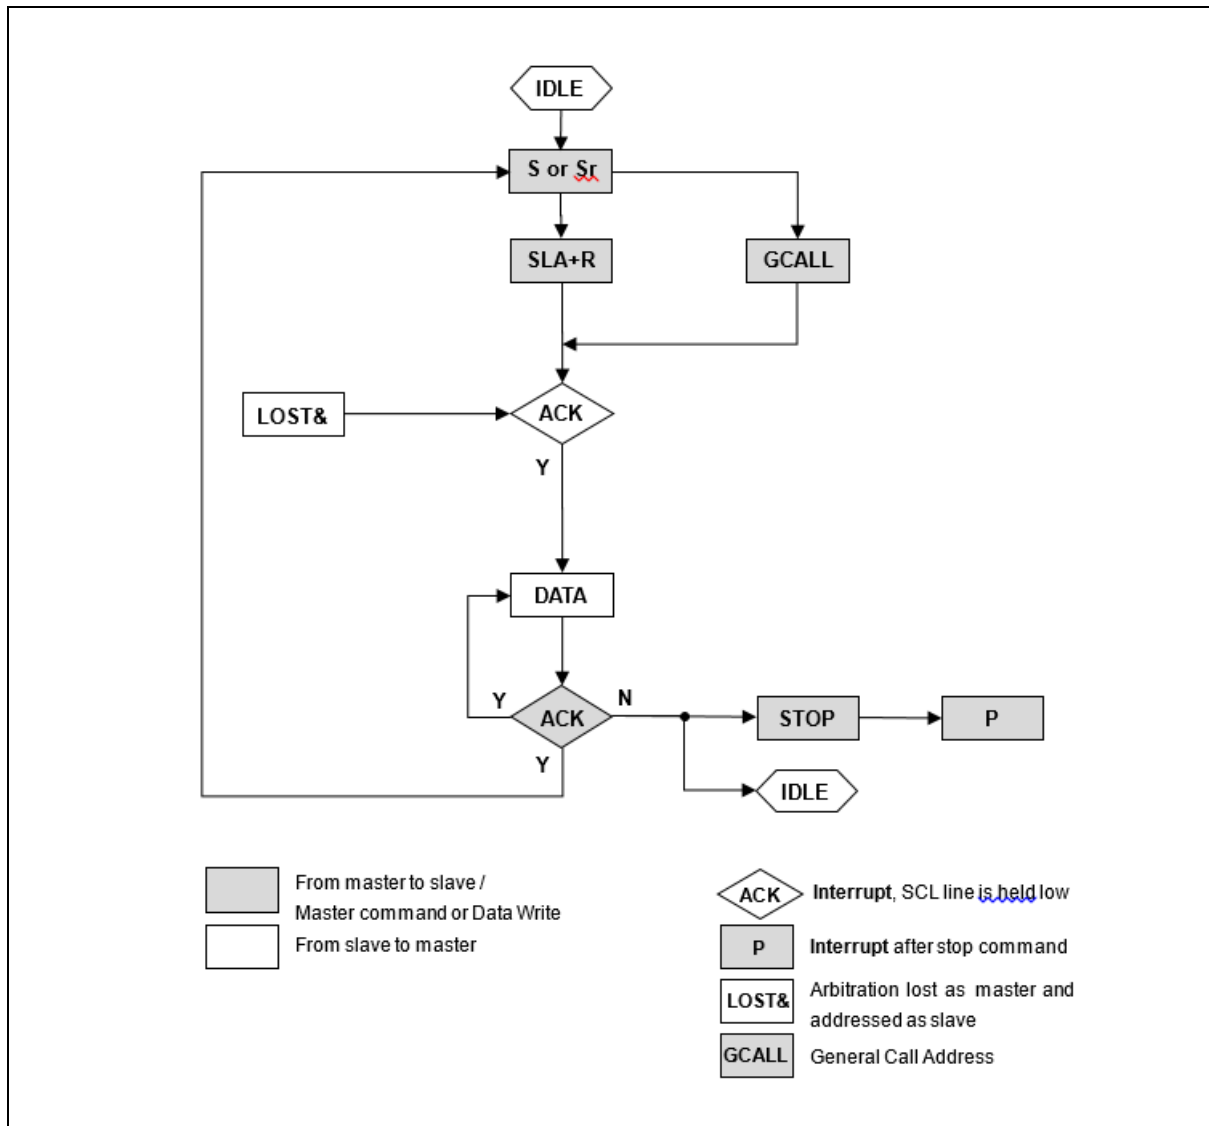 IDLE
S or Sr
SLA+R
GCALL
LOST&
ACK
Y
DATA
Y
ACK
N
STOP
P
Y
IDLE
From master to slave /
Master command or Data Write
From slave to master
ACK
Interrupt, SCL line is held low
P
Interrupt after stop command
LOST&
Arbitration lost as master and
addressed as slave
GCALL
General Call Address